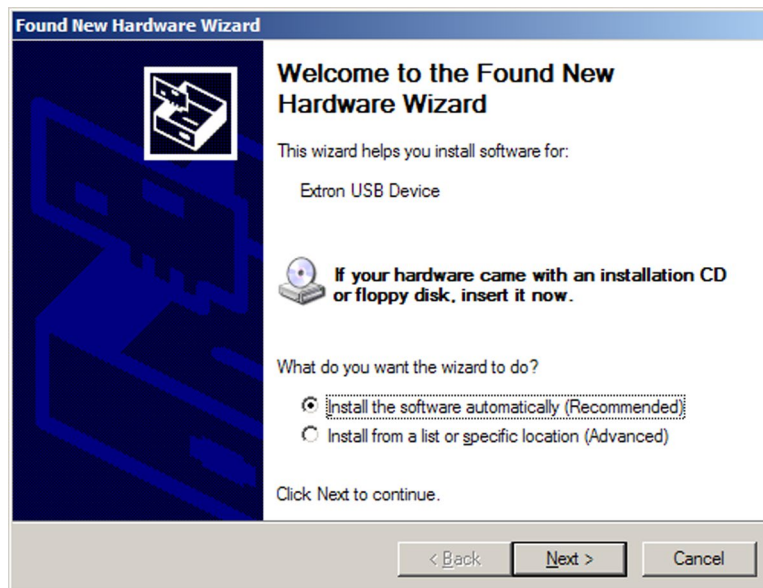 Found New Hardware Wizard
Welcome to the Found New
Hardware Wizard
This wizard helps you install software for:
Extron USB Device
If your hardware came with an installation CD
or floppy disk, insert it now.
What do you want the wizard to do?
Install the software automatically (Recommended)
Install from a list or specific location (Advanced)
Click Next to continue.
< Back Next > Cancel